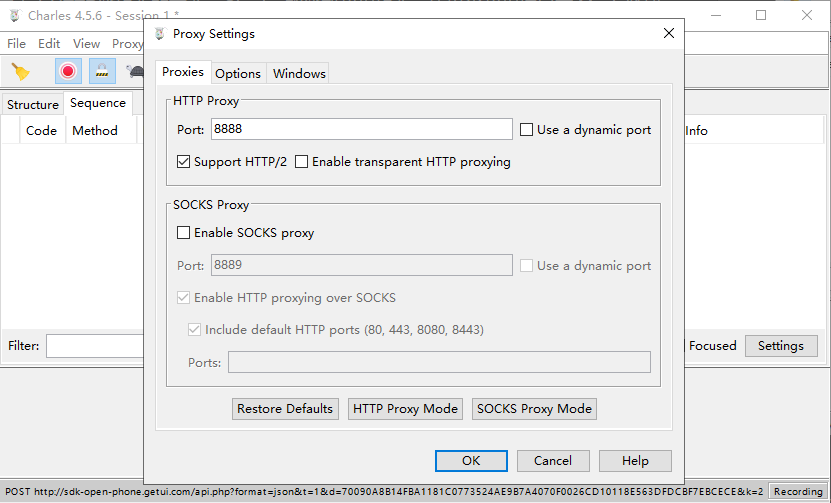 Charles 4.5.6 - Session 1 *
File Edit View Proxy
Structure Sequence
Code Method Info
Filter: Focused Settings
Proxy Settings
Proxies Options Windows
HTTP Proxy
Port: 8888 Use a dynamic port
Support HTTP/2 Enable transparent HTTP proxying
SOCKS Proxy
Enable SOCKS proxy
Port: 8889 Use a dynamic port
Enable HTTP proxying over SOCKS
Include default HTTP ports (80, 443, 8080, 8443)
Ports:
Restore Defaults HTTP Proxy Mode SOCKS Proxy Mode
OK Cancel Help
POST http://sdk-open-phone.getui.com/api.php?format=json&t=1&d=70090A8B14FBA1181C0773524AE9B7A4070F0026CD10118E563DFDCBF7EBCECE&k=2 Recording